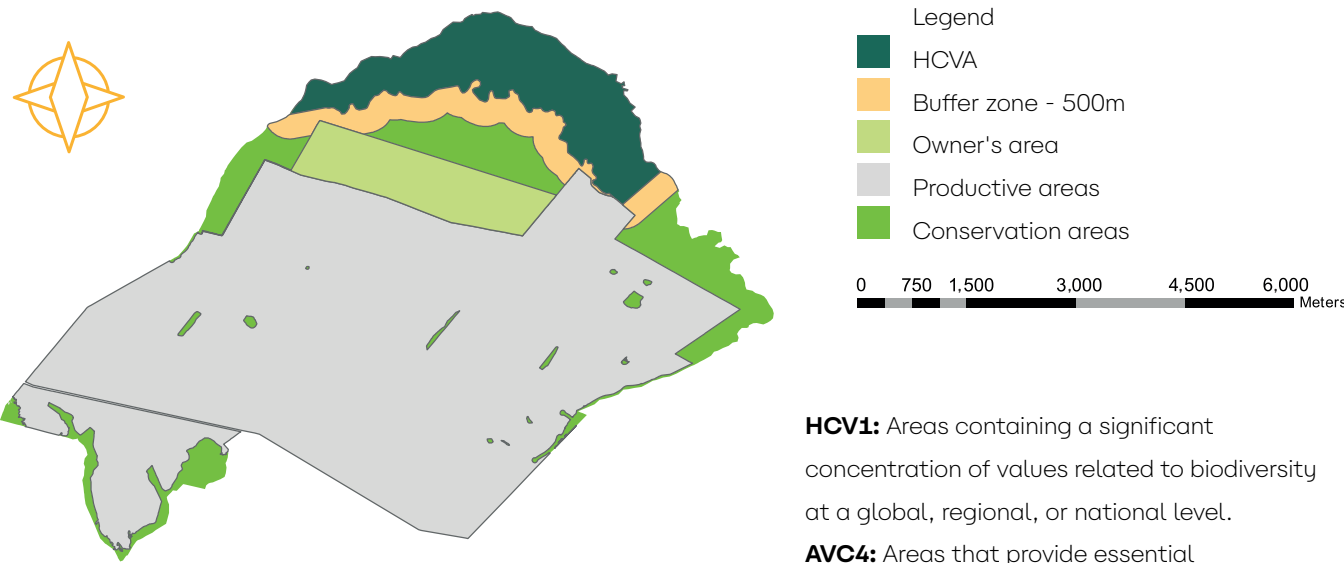 Legend
HCVA
Buffer zone - 500m
Owner's area
Productive areas
Conservation areas
0 750 1,500 3,000 4,500 6,000
Meters
HCV1: Areas containing a significant
concentration of values related to biodiversity
at a global, regional, or national level.
AVC4: Areas that provide essential